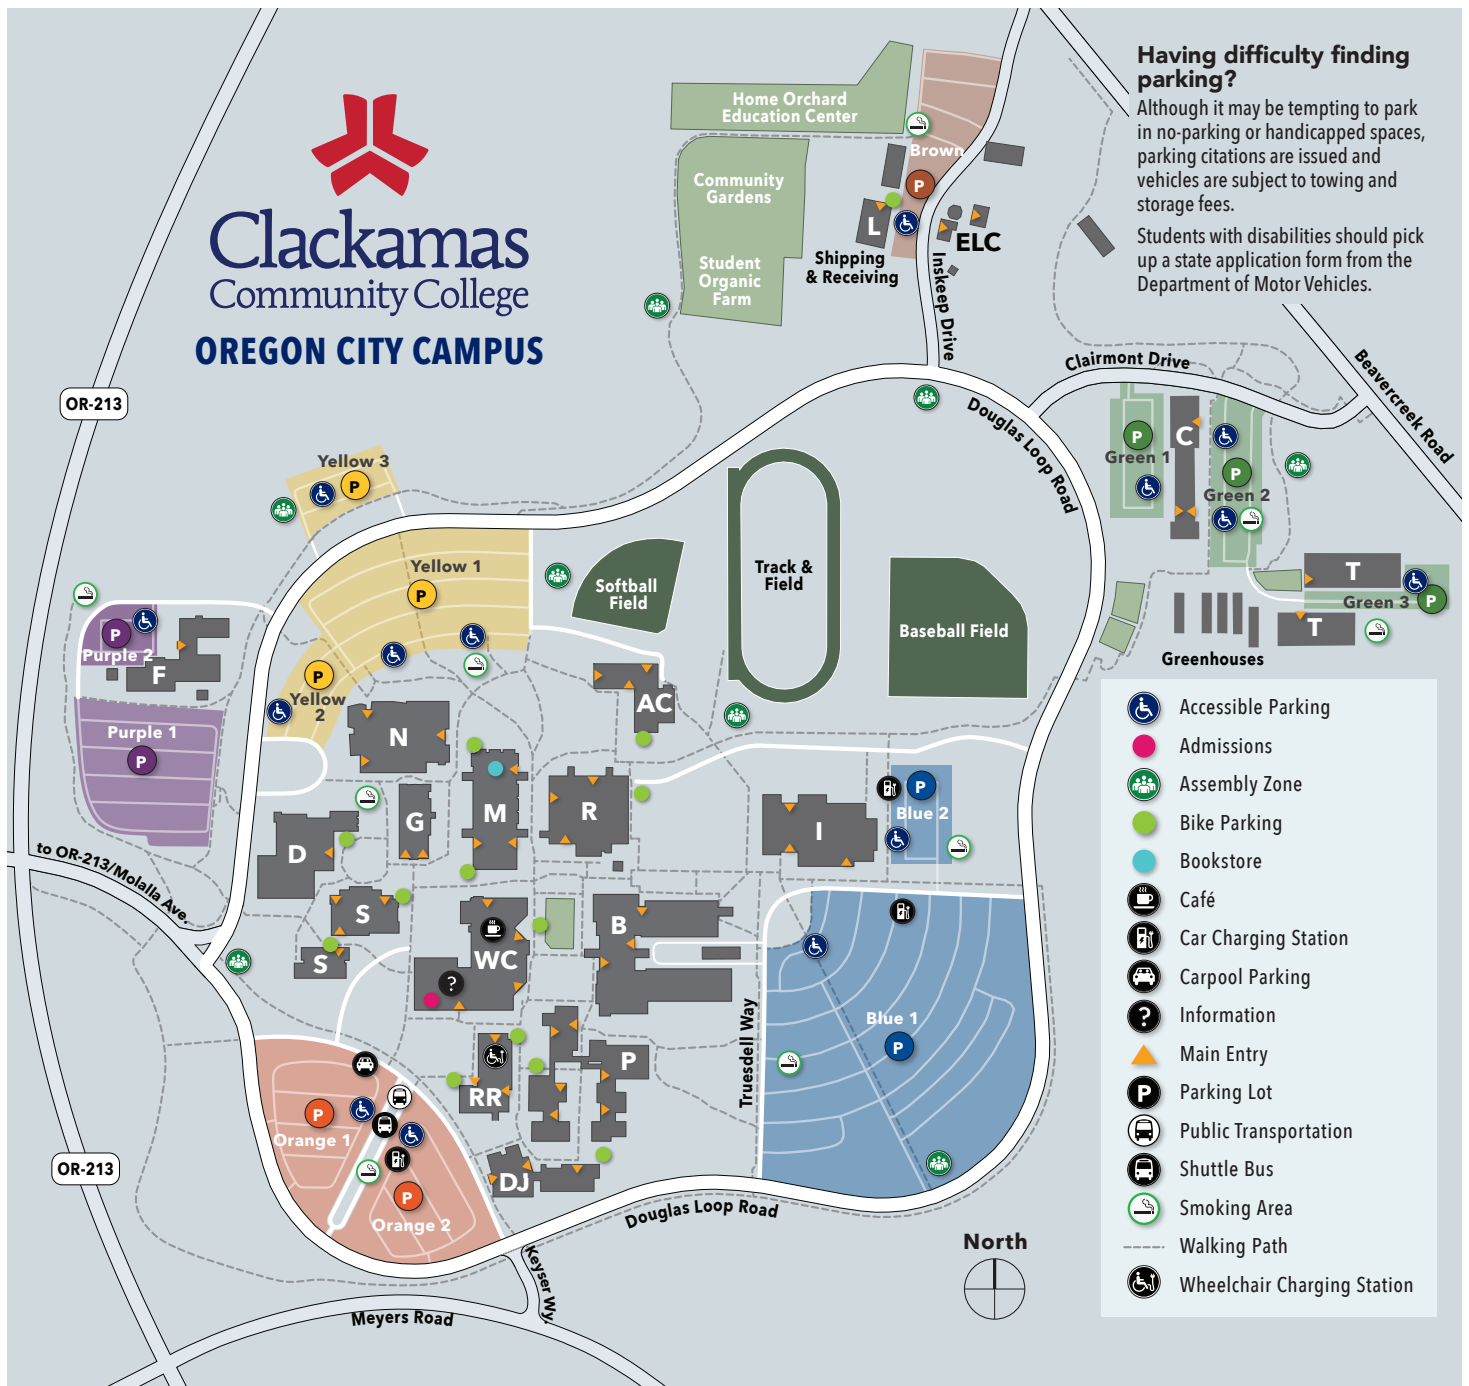 Having difficulty finding
parking?
Although it may be tempting to park
in no-parking or handicapped spaces,
parking citations are issued and
vehicles are subject to towing and
storage fees.
Students with disabilities should pick
up a state application form from the
Department of Motor Vehicles.
Clackamas
Community College
OREGON CITY CAMPUS
Home Orchard
Education Center
Brown
P
Community
Gardens
L
ELC
Shipping
& Receiving
Student
Organic
Farm
Inskeep Drive
Clairmont Drive
Beavercreek Road
OR-213
Douglas Loop Road
P
Green 1
C
P
Green 2
Yellow 3
P
Yellow 1
P
Softball
Field
Track &
Field
Baseball Field
T
Green 3
P
T
Greenhouses
P
Purple 2
F
P
Yellow
2
Purple 1
P
N
AC
G
M
R
I
P
Blue 2
D
to OR-213/Molalla Ave.
S
S
B
WC
?
Blue 1
P
Truesdell Way
P
RR
P
Orange 1
P
Orange 2
DJ
OR-213
Douglas Loop Road
Keyser Wy.
Meyers Road
North
Accessible Parking
Admissions
Assembly Zone
Bike Parking
Bookstore
Café
Car Charging Station
Carpool Parking
? Information
Main Entry
P Parking Lot
Public Transportation
Shuttle Bus
Smoking Area
Walking Path
Wheelchair Charging Station